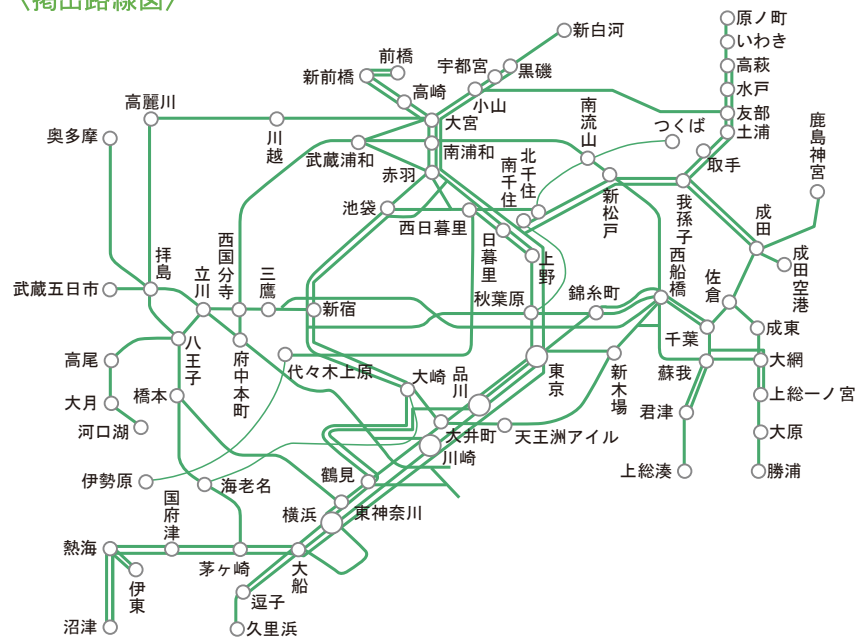 〈掲出路線図〉
原ノ町
いわき
高萩
水戸
友部
土浦
取手
新白河
黒磯
宇都宮
小山
前橋
新前橋
高崎
大宮
南浦和
赤羽
武蔵浦和
川越
高麗川
奥多摩
池袋
西日暮里
日暮里
上野
南千住
北千住
南流山
つくば
新松戸
我孫子
鹿島神宮
成田
成田空港
佐倉
成東
西船橋
千葉
蘇我
大網
上総一ノ宮
大原
勝浦
君津
上総湊
錦糸町
秋葉原
東京
新木場
武蔵五日市
拝島
立川
西国分寺
三鷹
新宿
八王子
府中本町
代々木上原
高尾
大月
河口湖
橋本
大崎
品川
大井町
天王洲アイル
川崎
鶴見
伊勢原
海老名
横浜
東神奈川
国府津
熱海
茅ヶ崎
大船
伊東
逗子
沼津
久里浜